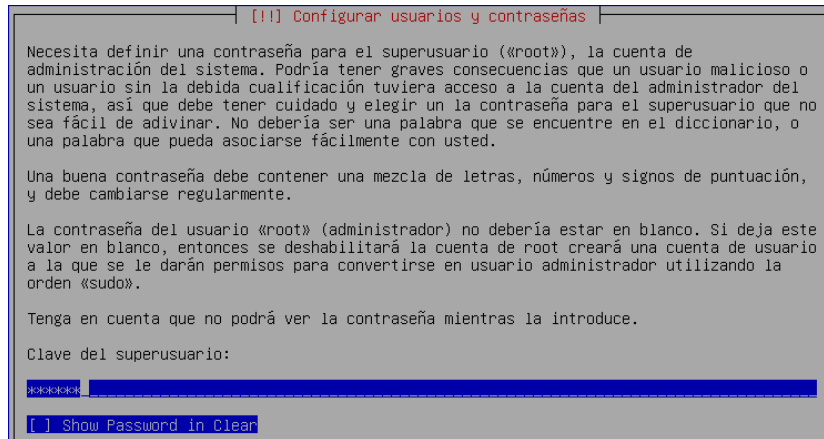 [!!] Configurar usuarios y contraseñas
Necesita definir una contraseña para el superusuario («root»), la cuenta de
administración del sistema. Podría tener graves consecuencias que un usuario malicioso o
un usuario sin la debida cualificación tuviera acceso a la cuenta del administrador del
sistema, así que debe tener cuidado y elegir un la contraseña para el superusuario que no
sea fácil de adivinar. No debería ser una palabra que se encuentre en el diccionario, o
una palabra que pueda asociarse fácilmente con usted.
Una buena contraseña debe contener una mezcla de letras, números y signos de puntuación,
y debe cambiarse regularmente.
La contraseña del usuario «root» (administrador) no debería estar en blanco. Si deja este
valor en blanco, entonces se deshabilitará la cuenta de root creará una cuenta de usuario
a la que se le darán permisos para convertirse en usuario administrador utilizando la
orden «sudo».
Tenga en cuenta que no podrá ver la contraseña mientras la introduce.
Clave del superusuario:
******
[ ] Show Password in Clear